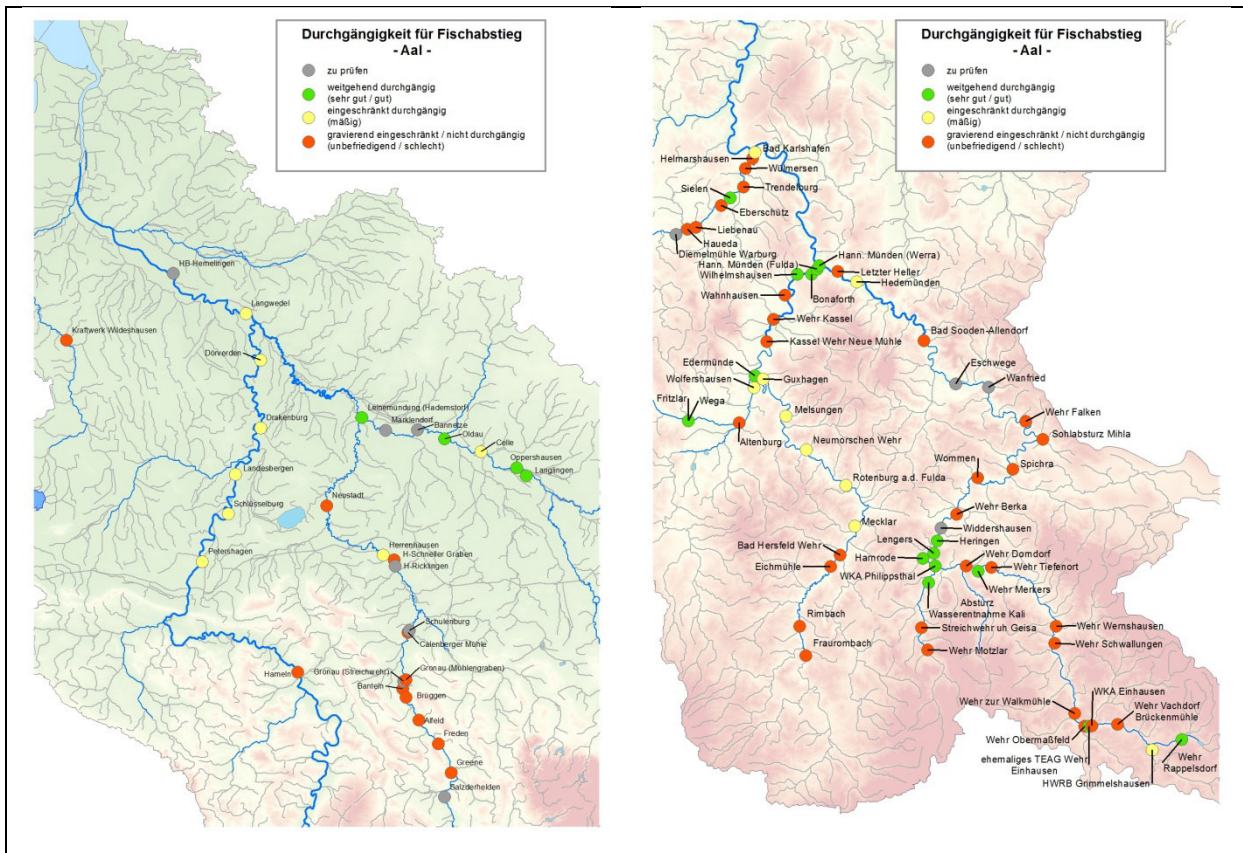 Durchgängigkeit für Fischabstieg
- Aal -
zu prüfen
weitgehend durchgängig
(sehr gut / gut)
eingeschränkt durchgängig
(mäßig)
gravierend eingeschränkt / nicht durchgängig
(unbefriedigend / schlecht)
HB-Hemelingen
Langwedel
Kraftwerk Wildeshausen
Dörverden
Drakenburg
Leinemündung (Hademstorf)
Marklendorf
Bannetze
Oldau
Celle
Oppershausen
Langlingen
Landesbergen
Schlüsselburg
Neustadt
Petershagen
Herrenhausen
H-Schneller Graben
H-Ricklingen
Schulenburg
Calenberger Mühle
Hameln
Gronau (Streichwehr)
Gronau (Mühlengraben)
Banteln
Brüggen
Alfeld
Freden
Greene
Salzderhelden
Durchgängigkeit für Fischabstieg
- Aal -
zu prüfen
weitgehend durchgängig
(sehr gut / gut)
eingeschränkt durchgängig
(mäßig)
gravierend eingeschränkt / nicht durchgängig
(unbefriedigend / schlecht)
Bad Karlshafen
Helmarshausen
Wülmersen
Trendelburg
Sielen
Eberschütz
Liebenau
Haueda
Diemelmühle Warburg
Hann. Münden (Werra)
Hann. Münden (Fulda)
Wilhelmshausen
Letzter Heller
Hedemünden
Bonaforth
Wahnhausen
Wehr Kassel
Kassel Wehr Neue Mühle
Bad Sooden-Allendorf
Edermünde
Wolfershausen
Guxhagen
Eschwege
Wanfried
Fritzlar
Wega
Altenburg
Melsungen
Wehr Falken
Sohlabsturz Mihla
Neumorschen Wehr
Wommen
Spichra
Rotenburg a.d. Fulda
Wehr Berka
Mecklar
Widdershausen
Lengers
Heringen
Bad Hersfeld Wehr
Hamrode
Wehr Dorndorf
Eichmühle
WKA Philippsthal
Wehr Tiefenort
Wehr Merkers
Absturz
Wasserentnahme Kali
Rimbach
Streichwehr uh Geisa
Wehr Wernshausen
Fraurombach
Wehr Motzlar
Wehr Schwallungen
Wehr zur Walkmühle
WKA Einhausen
Wehr Vachdorf
Brückenmühle
Wehr Obermaßfeld
ehemaliges TEAG Wehr
Einhausen
Wehr
Rappelsdorf
HWRB Grimmelshausen